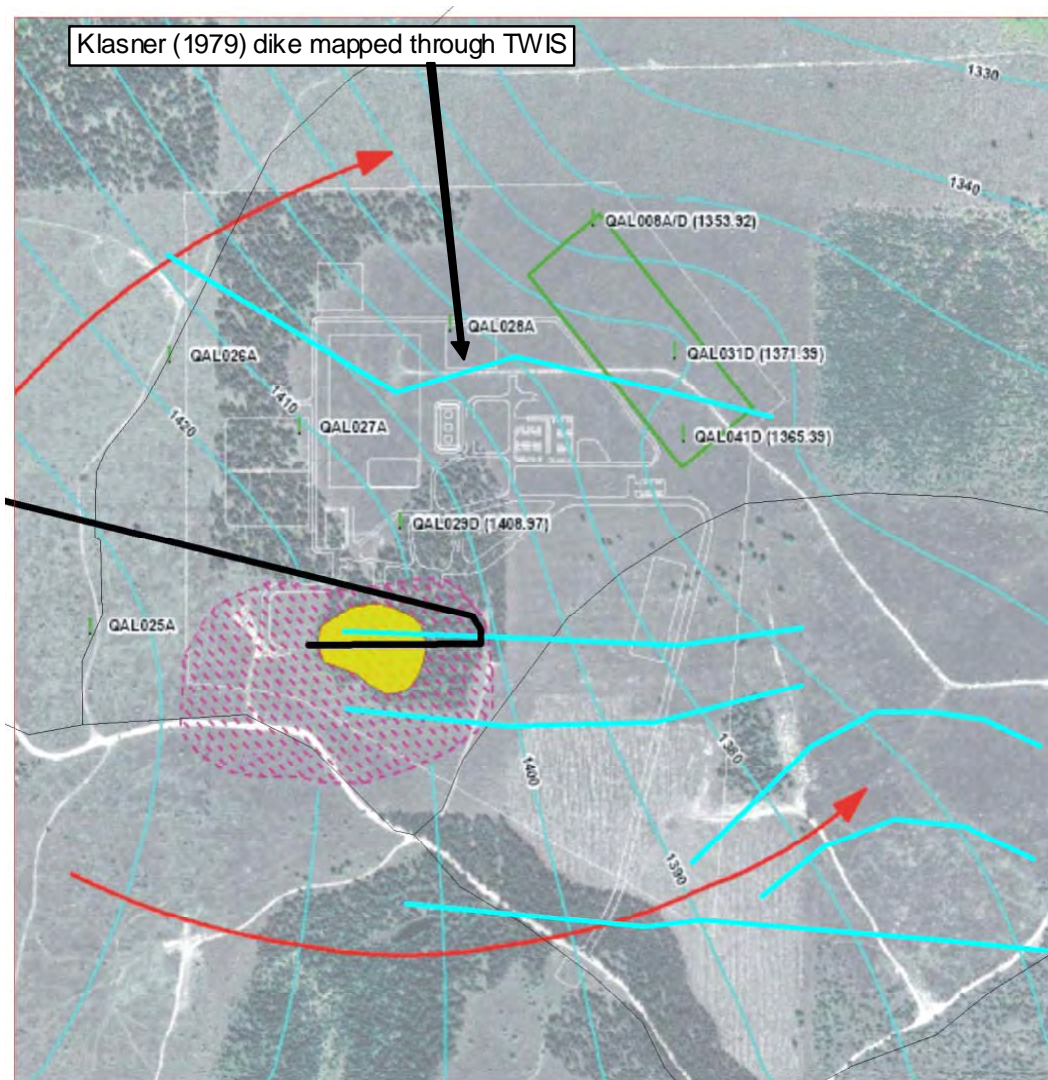 Klasner (1979) dike mapped through TWIS
1330
1340
QAL008A/D (1353.92)
QAL028A
QAL026A
QAL031D (1371.39)
1410
1420
QAL027A
QAL041D (1365.39)
QAL029D (1408.97)
QAL025A
1400
1380
1390